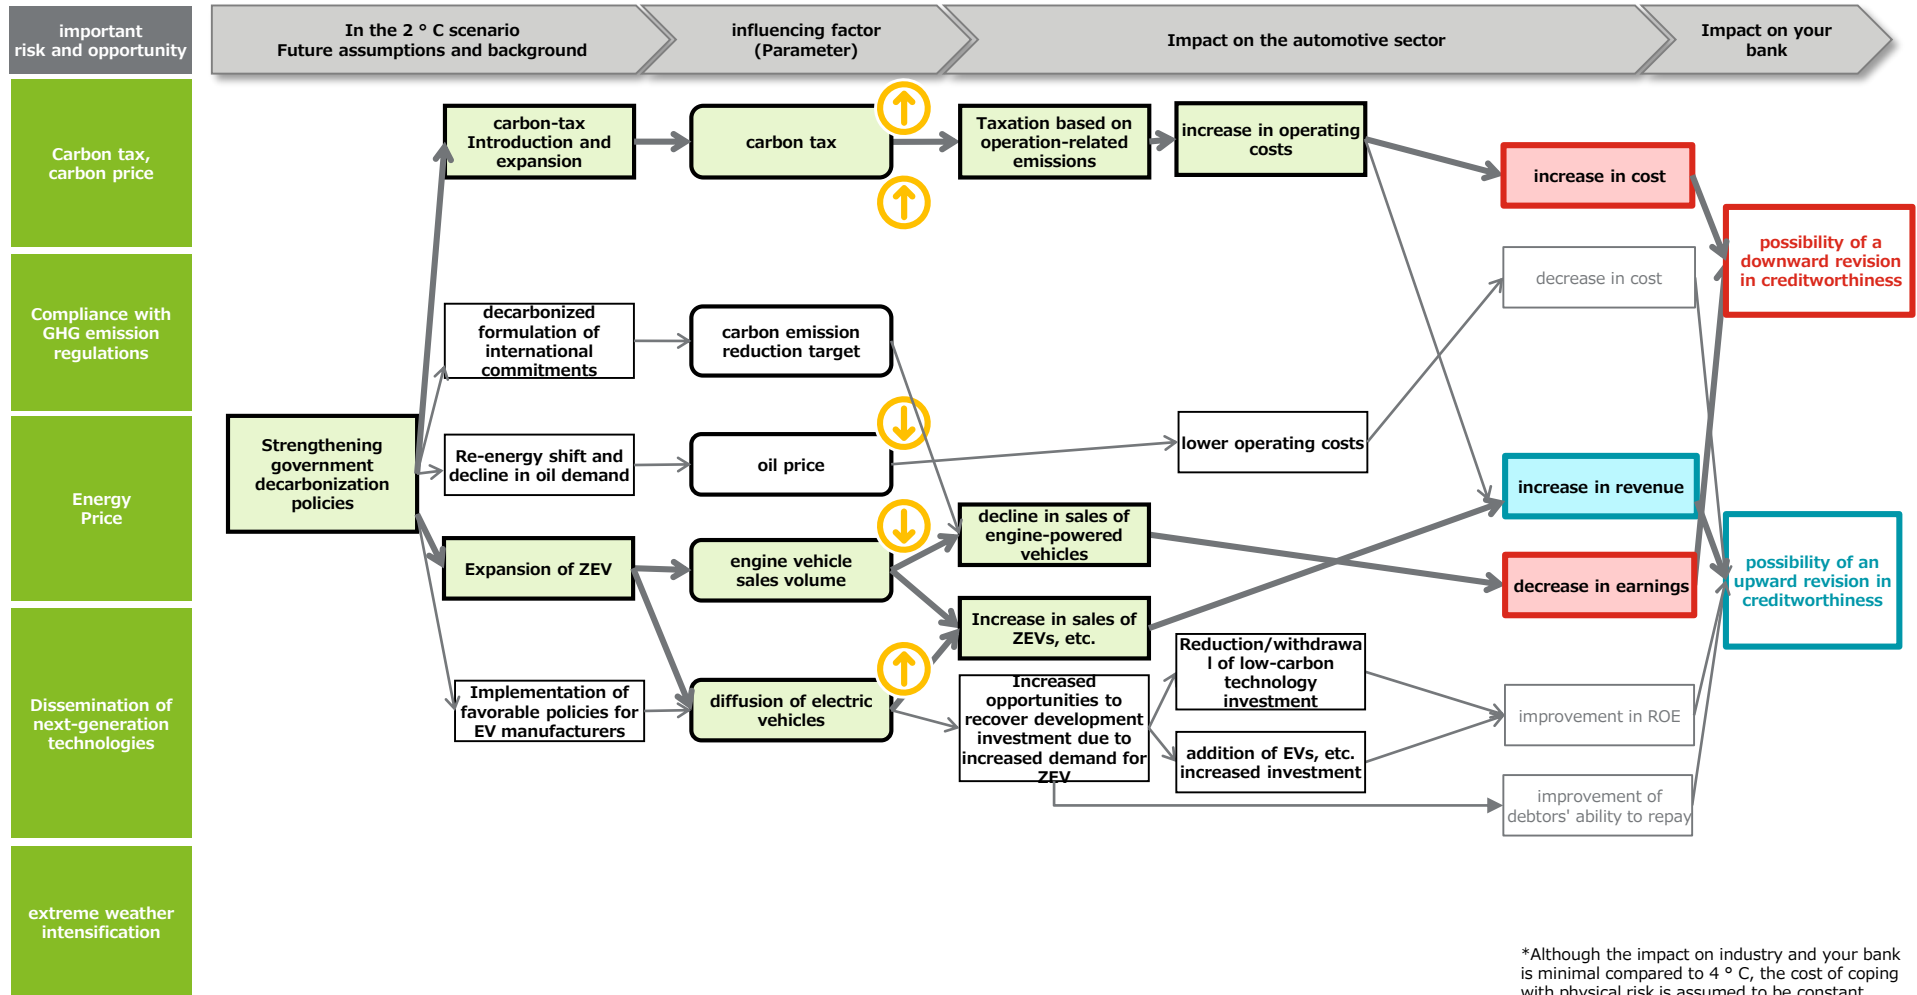 important
risk and opportunity
In the 2 ° C scenario
Future assumptions and background
influencing factor
(Parameter)
Impact on the automotive sector
Impact on your
bank
Carbon tax,
carbon price
Compliance with
GHG emission
regulations
Energy
Price
Dissemination of
next-generation
technologies
extreme weather
intensification
Strengthening
government
decarbonization
policies
carbon-tax
Introduction and
expansion
decarbonized
formulation of
international
commitments
Re-energy shift and
decline in oil demand
Expansion of ZEV
Implementation of
favorable policies for
EV manufacturers
carbon tax
carbon emission
reduction target
oil price
engine vehicle
sales volume
diffusion of electric
vehicles
Taxation based on
operation-related
emissions
decline in sales of
engine-powered
vehicles
Increase in sales of
ZEVs, etc.
Increased
opportunities to
recover development
investment due to
increased demand for
ZEV
increase in operating
costs
lower operating costs
Reduction/withdrawa
l of low-carbon
technology
investment
addition of EVs, etc.
increased investment
increase in cost
decrease in cost
increase in revenue
decrease in earnings
improvement in ROE
improvement of
debtors' ability to repay
possibility of a
downward revision
in creditworthiness
possibility of an
upward revision in
creditworthiness
*Although the impact on industry and your bank
is minimal compared to 4 ° C, the cost of coping
with physical risk is assumed to be constant